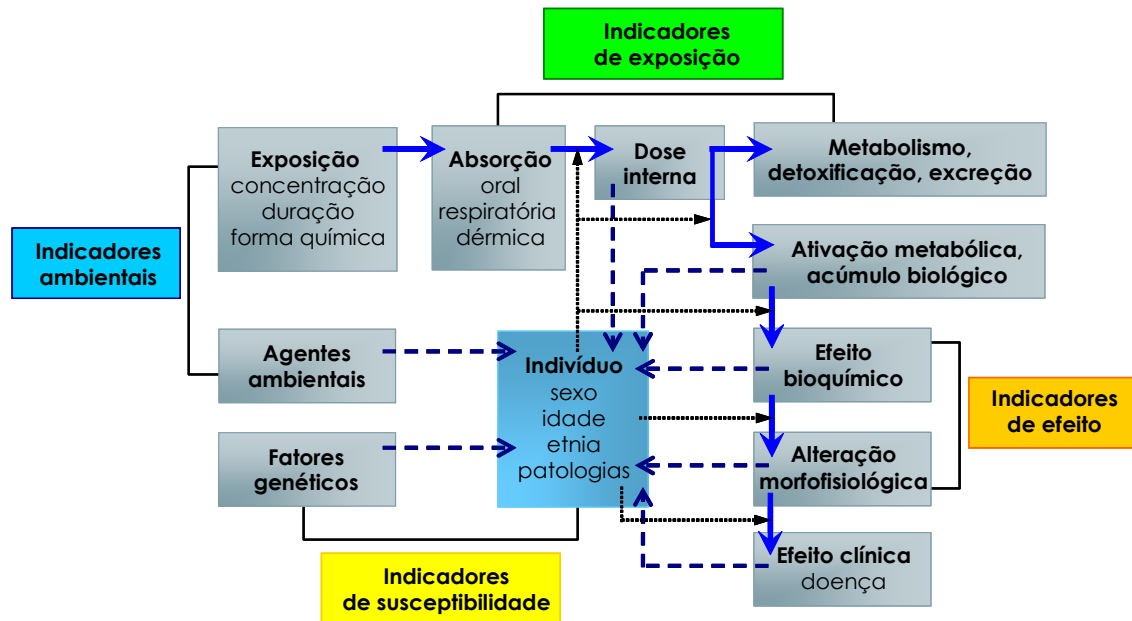 Indicadores
de exposição
Exposição
concentração
duração
forma química
Absorção
oral
respiratória
dérmica
Dose
interna
Metabolismo,
detoxificação, excreção
Indicadores
ambientais
Ativação metabólica,
acúmulo biológico
Agentes
ambientais
Indivíduo
sexo
idade
etnia
patologias
Efeito
bioquímico
Indicadores
de efeito
Fatores
genéticos
Alteração
morfofisiológica
Efeito clínica
doença
Indicadores
de susceptibilidade